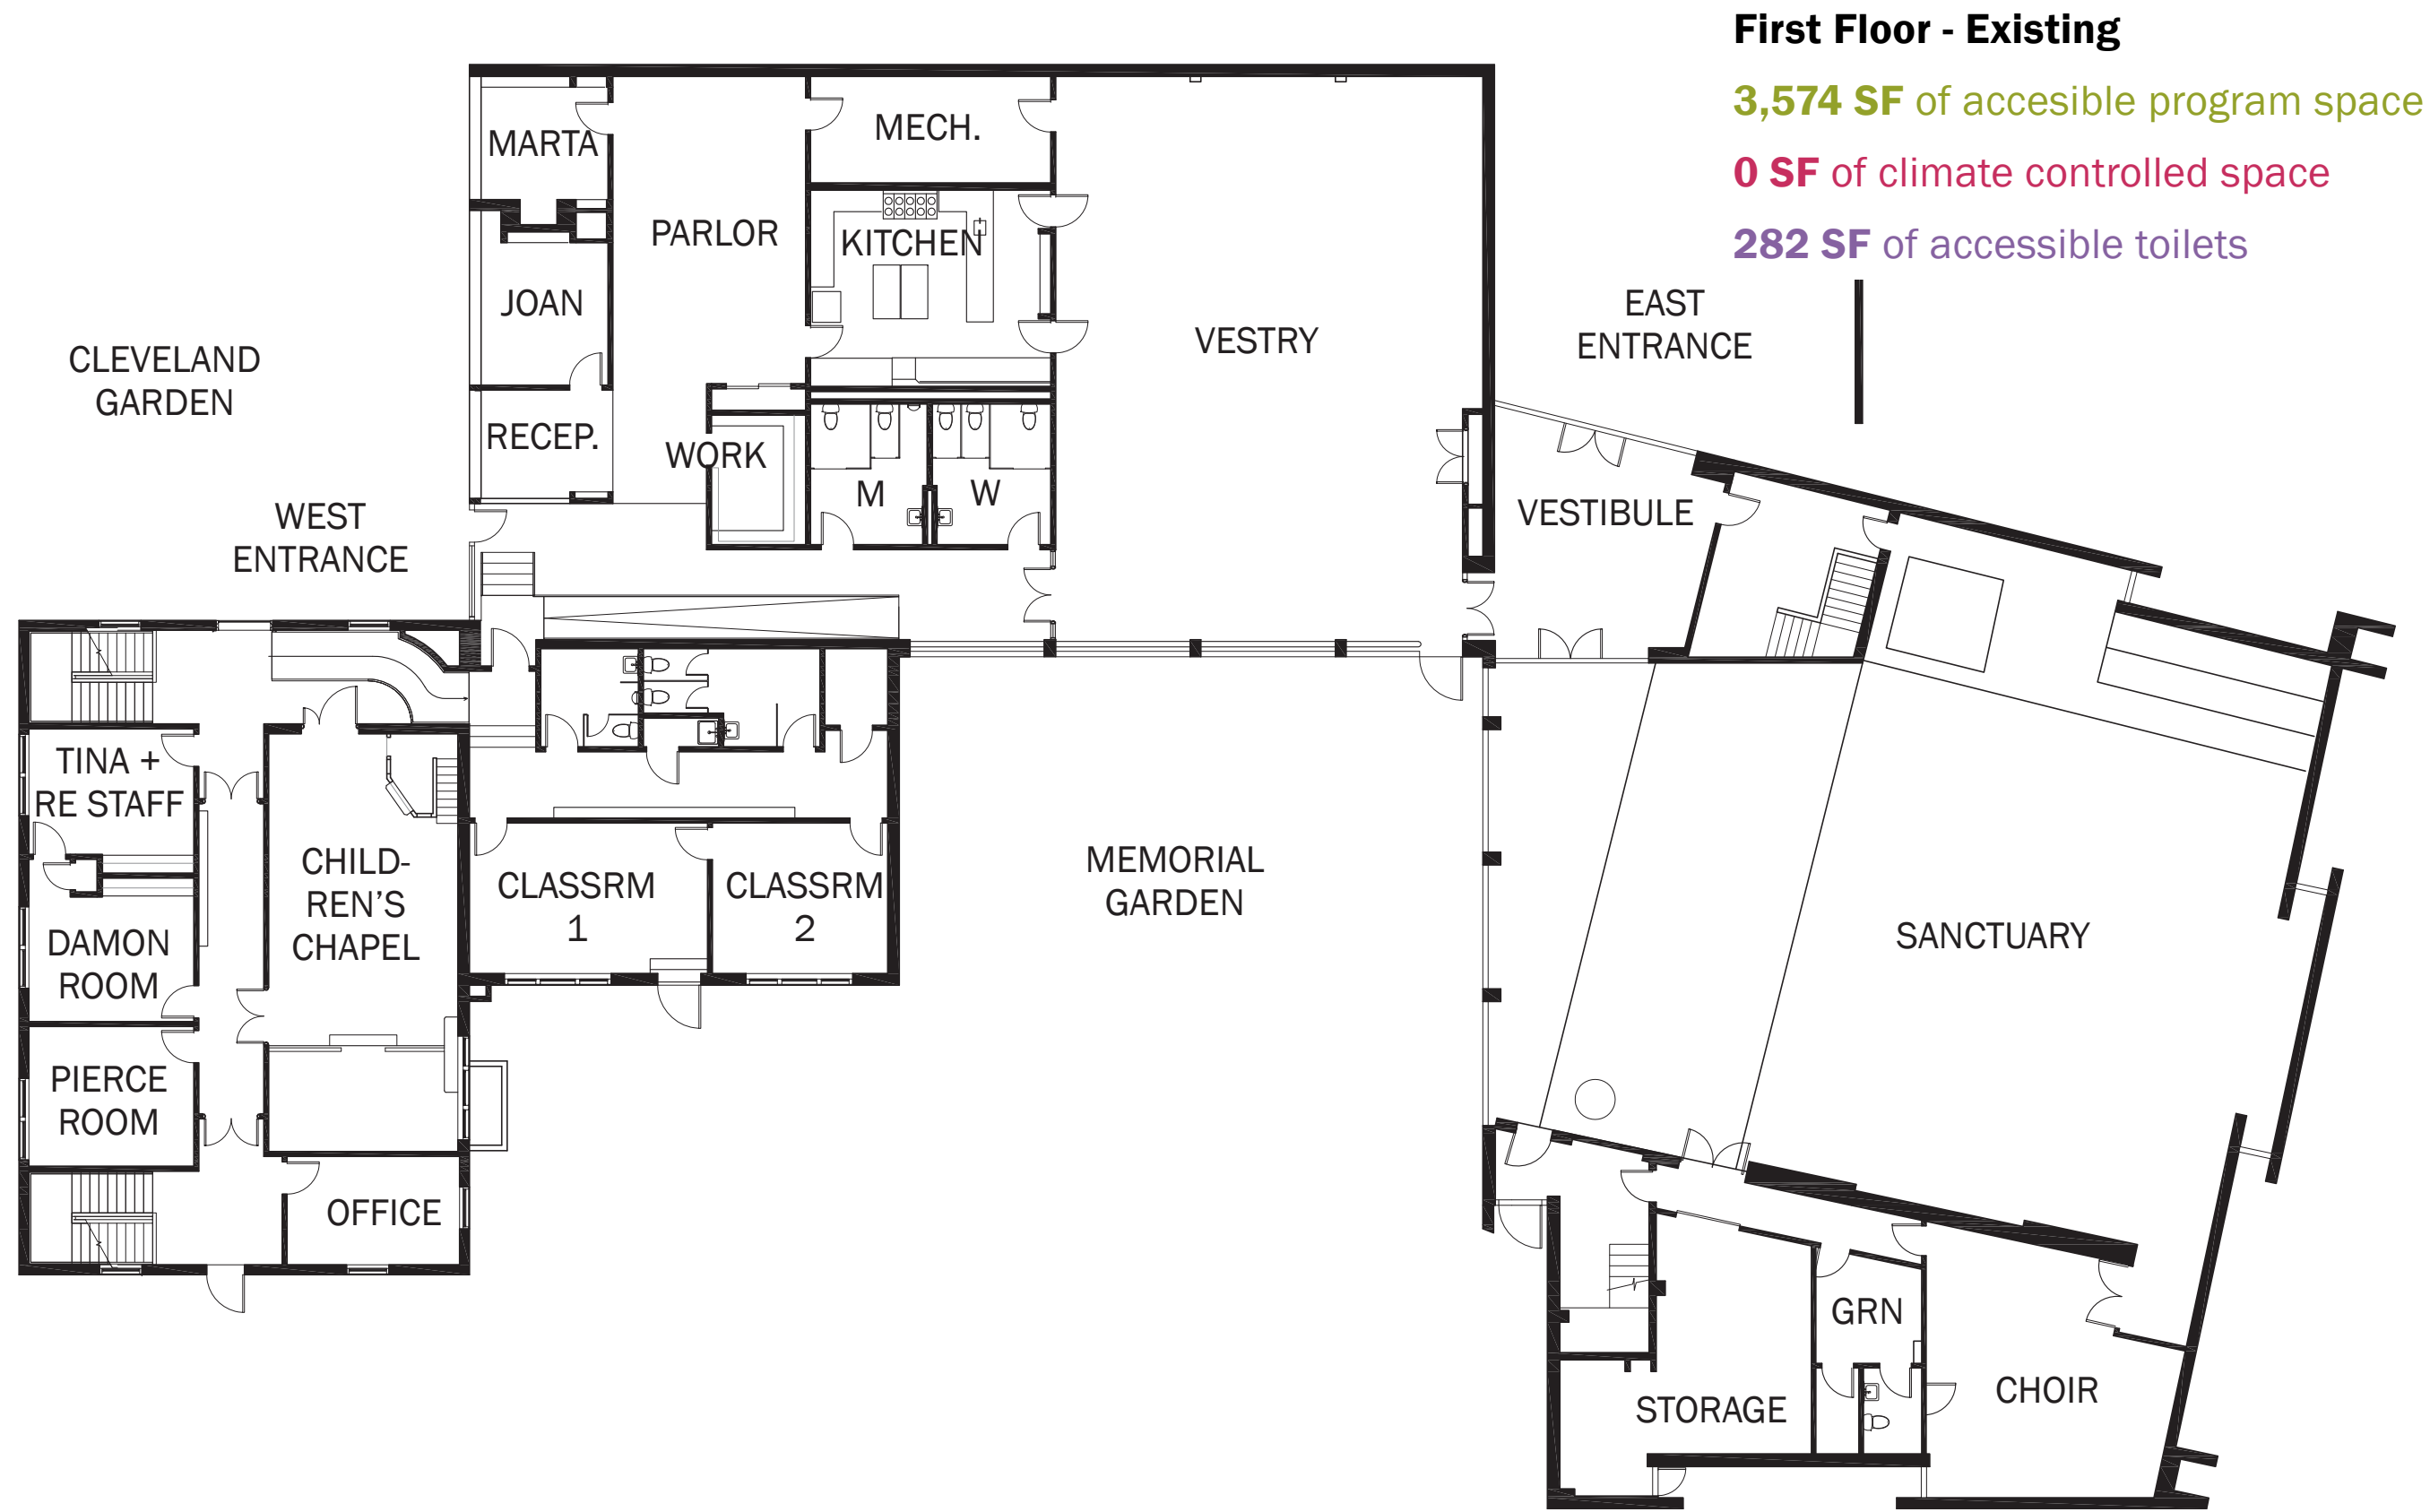 First Floor - Existing
3,574 SF of accesible program space
0 SF of climate controlled space
282 SF of accessible toilets
MARTA
MECH.
PARLOR
KITCHEN
JOAN
VESTRY
EAST
ENTRANCE
CLEVELAND
GARDEN
RECEP.
WORK
M
W
VESTIBULE
WEST
ENTRANCE
TINA +
RE STAFF
CHILD-
REN'S
CHAPEL
CLASSRM
1
CLASSRM
2
MEMORIAL
GARDEN
SANCTUARY
DAMON
ROOM
PIERCE
ROOM
OFFICE
GRN
STORAGE
CHOIR